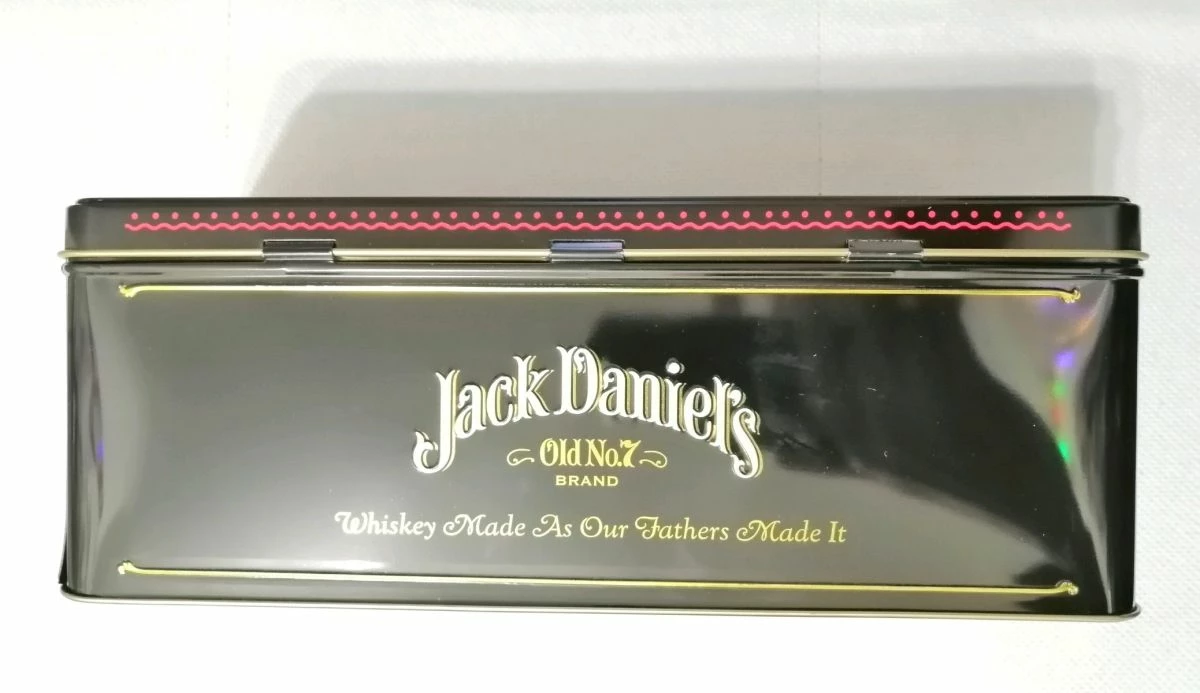 Jack Daniel's
Old No.7
BRAND
Whiskey Made As Our Fathers Made It